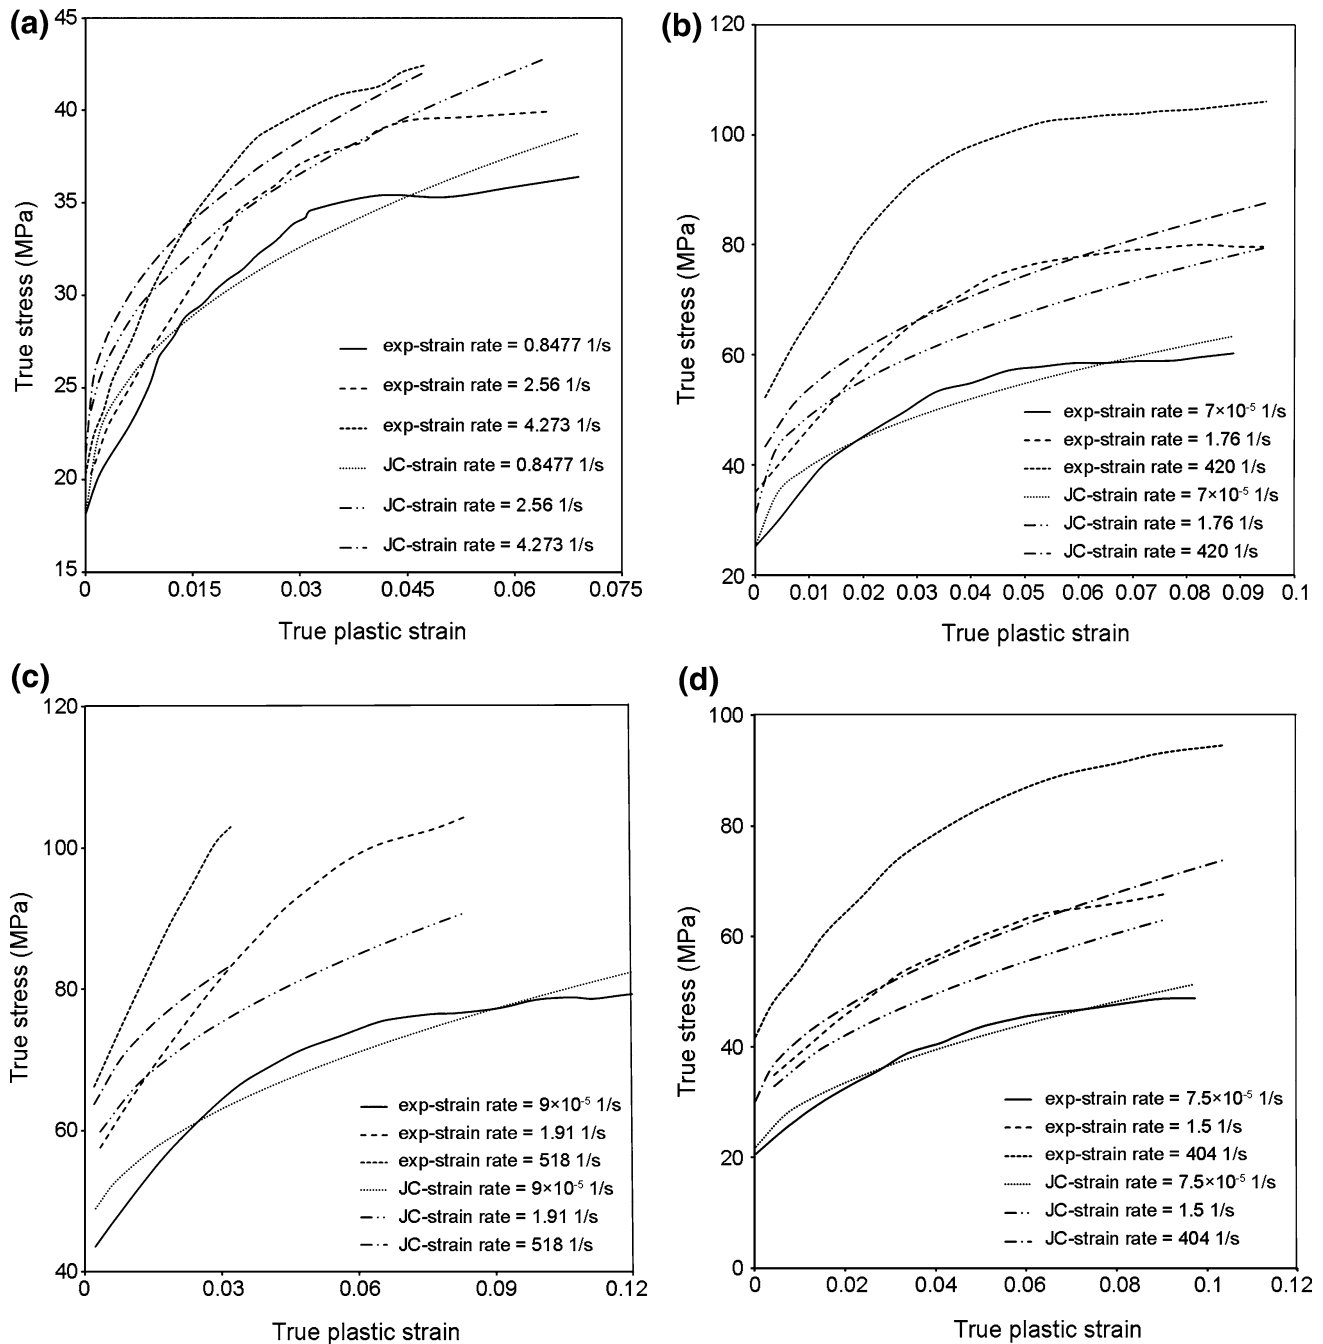 (a)
45
40
35
30
25
20
15
True stress (MPa)
exp-strain rate = 0.8477 1/s
exp-strain rate = 2.56 1/s
exp-strain rate = 4.273 1/s
JC-strain rate = 0.8477 1/s
JC-strain rate = 2.56 1/s
JC-strain rate = 4.273 1/s
0 0.015 0.03 0.045 0.06 0.075
True plastic strain
(b)
120
100
80
60
40
20
True stress (MPa)
exp-strain rate = 7×10⁻⁵ 1/s
exp-strain rate = 1.76 1/s
exp-strain rate = 420 1/s
JC-strain rate = 7×10⁻⁵ 1/s
JC-strain rate = 1.76 1/s
JC-strain rate = 420 1/s
0 0.01 0.02 0.03 0.04 0.05 0.06 0.07 0.08 0.09 0.1
True plastic strain
(c)
120
100
80
60
40
True stress (MPa)
exp-strain rate = 9×10⁻⁵ 1/s
exp-strain rate = 1.91 1/s
exp-strain rate = 518 1/s
JC-strain rate = 9×10⁻⁵ 1/s
JC-strain rate = 1.91 1/s
JC-strain rate = 518 1/s
0 0.03 0.06 0.09 0.12
True plastic strain
(d)
100
80
60
40
20
0
True stress (MPa)
exp-strain rate = 7.5×10⁻⁵ 1/s
exp-strain rate = 1.5 1/s
exp-strain rate = 404 1/s
JC-strain rate = 7.5×10⁻⁵ 1/s
JC-strain rate = 1.5 1/s
JC-strain rate = 404 1/s
0 0.02 0.04 0.06 0.08 0.1 0.12
True plastic strain